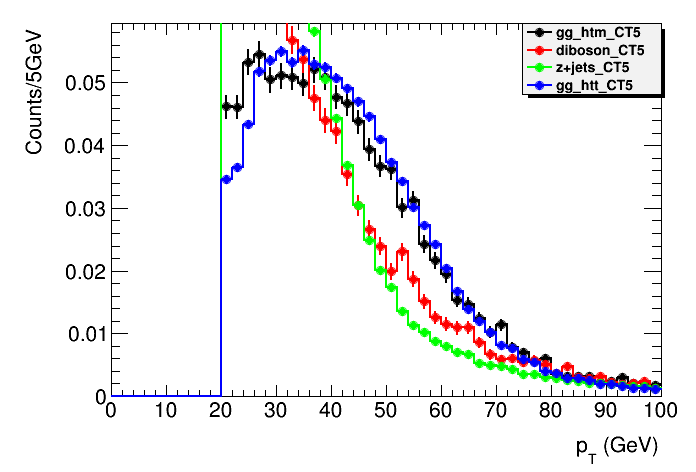 Counts/5GeV
gg_htm_CT5
diboson_CT5
z+jets_CT5
gg_htt_CT5
0.05
0.04
0.03
0.02
0.01
0
0 10 20 30 40 50 60 70 80 90 100
p_T (GeV)